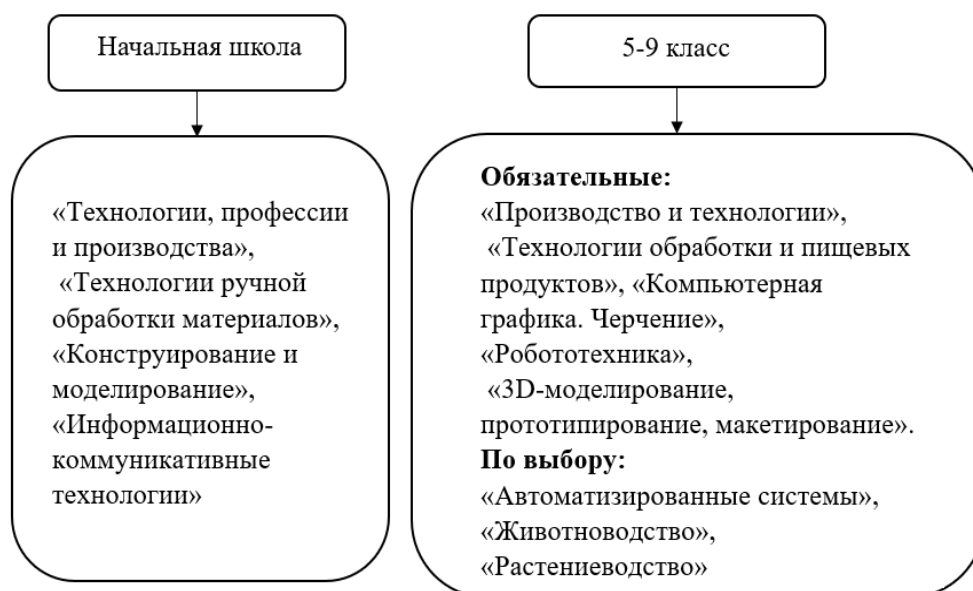 Начальная школа
«Технологии, профессии
и производства»,
«Технологии ручной
обработки материалов»,
«Конструирование и
моделирование»,
«Информационно-
коммуникативные
технологии»
5-9 класс
Обязательные:
«Производство и технологии»,
«Технологии обработки и пищевых
продуктов», «Компьютерная
графика. Черчение»,
«Робототехника»,
«3D-моделирование,
прототипирование, макетирование».
По выбору:
«Автоматизированные системы»,
«Животноводство»,
«Растениеводство»